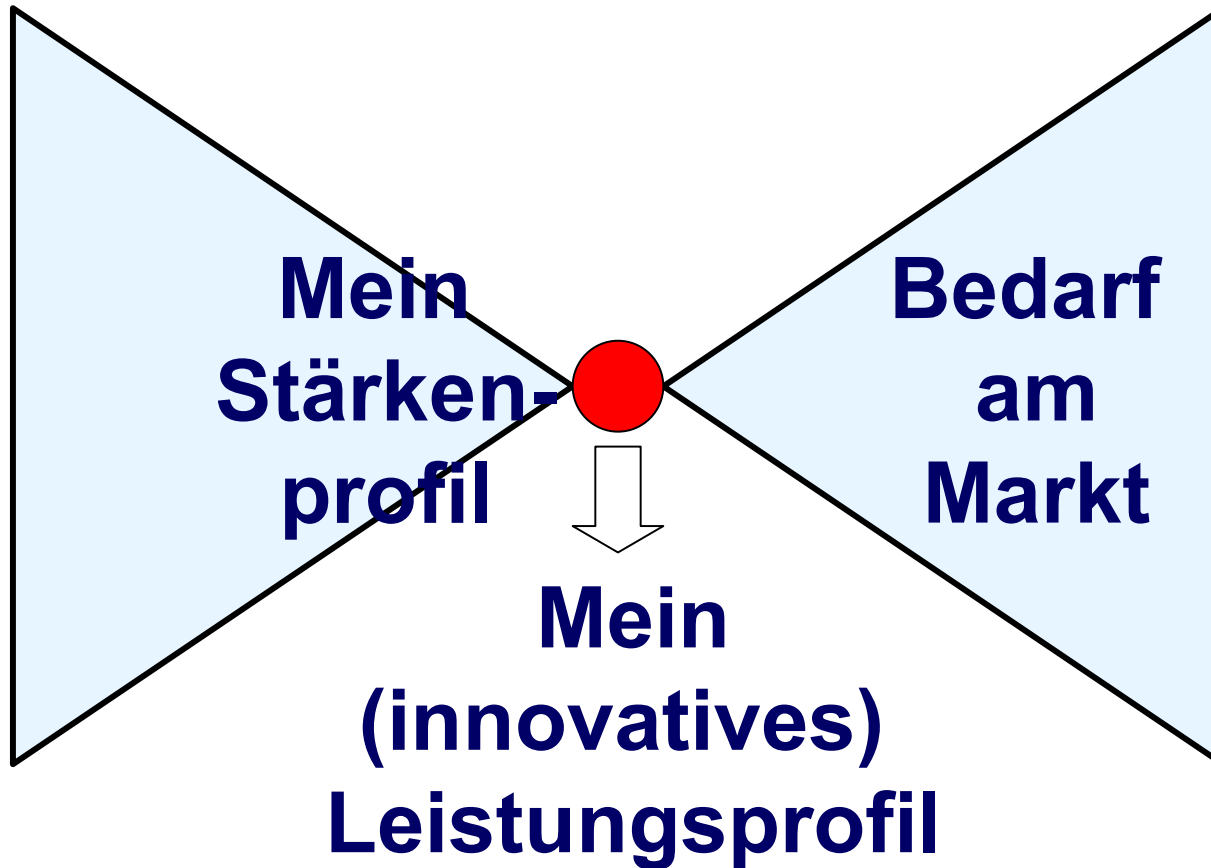 Mein
Stärken-
profil
Bedarf
am
Markt
Mein
(innovatives)
Leistungsprofil